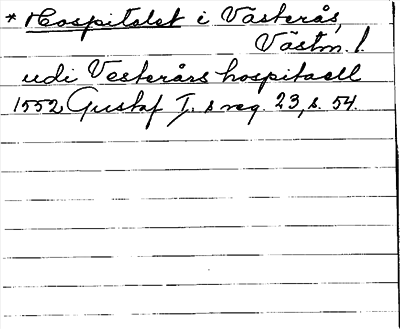 * Hospitalet i Västerås,
Västm. l.
udi Vesterårs hospitaell
1552 Gustaf I. s reg. 23, s. 54.